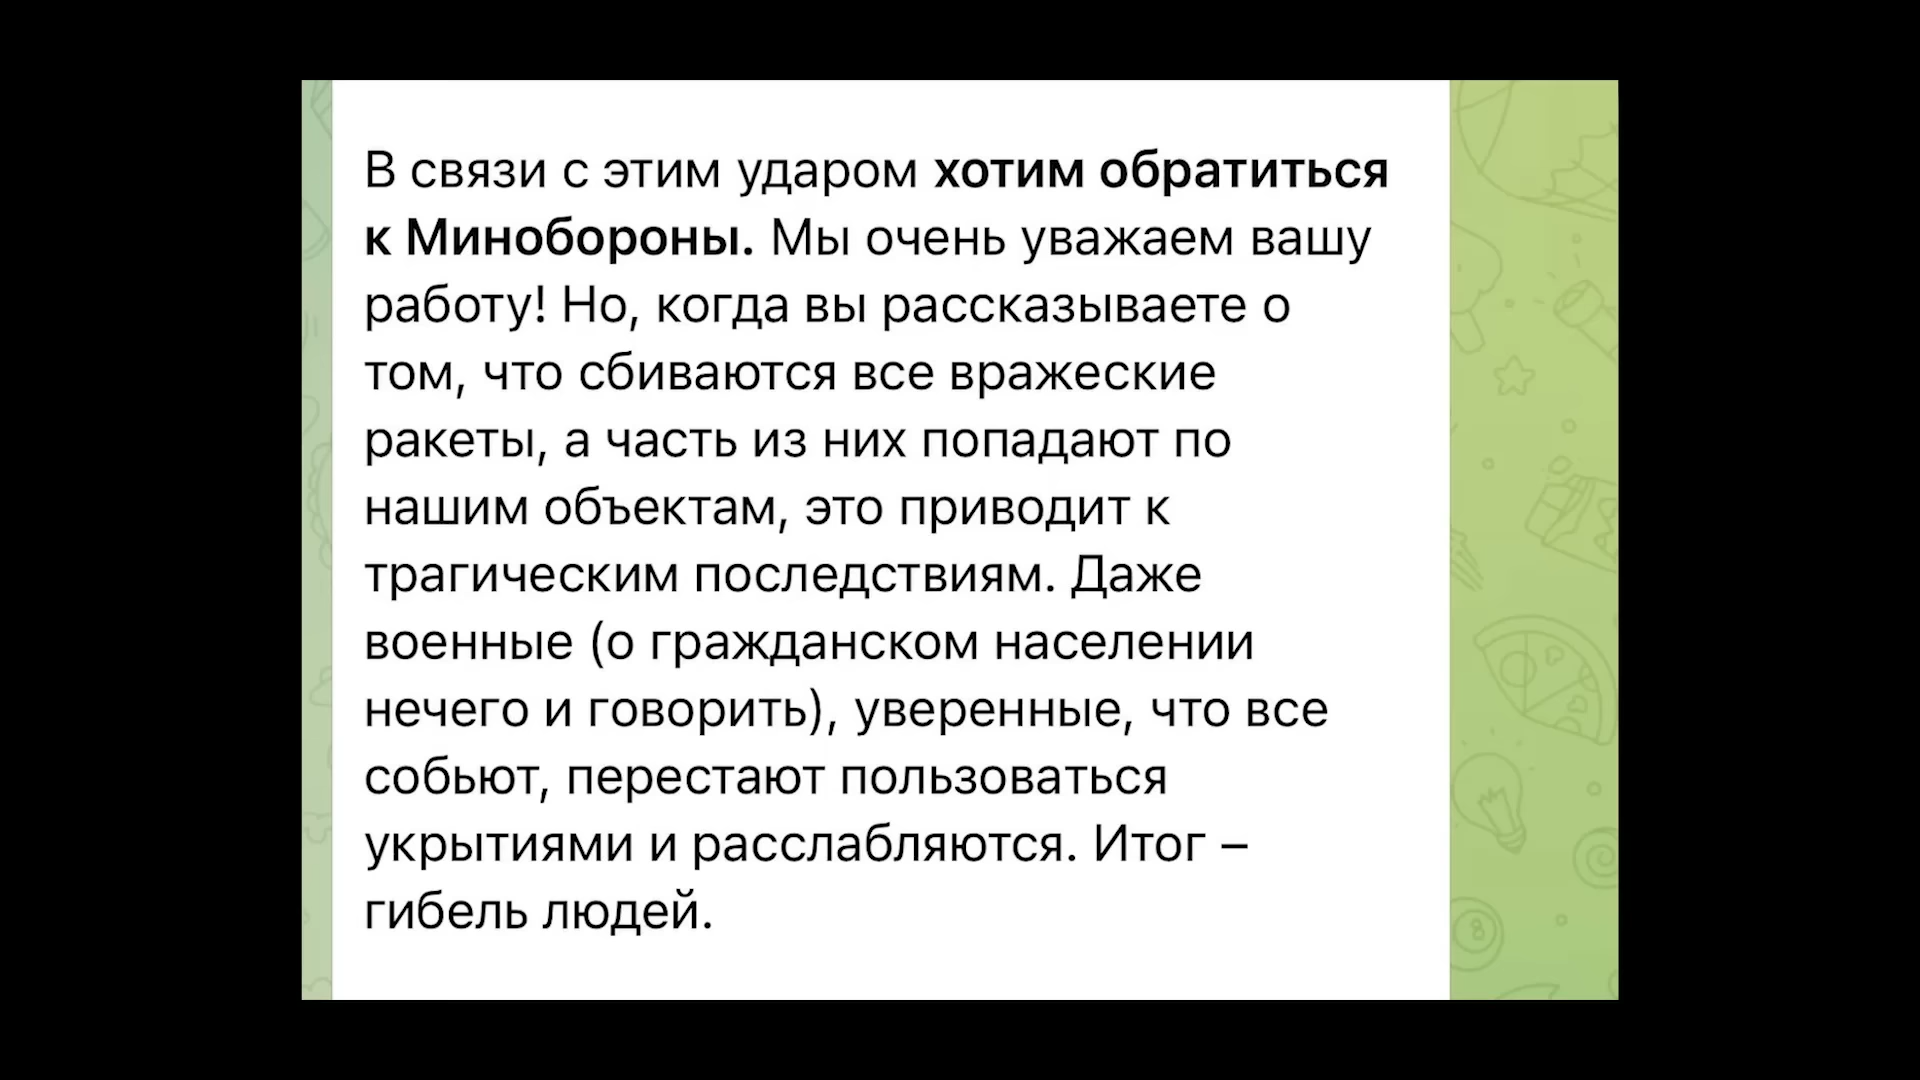 В связи с этим ударом хотим обратиться
к Минобороны. Мы очень уважаем вашу
работу! Но, когда вы рассказываете о
том, что сбиваются все вражеские
ракеты, а часть из них попадают по
нашим объектам, это приводит к
трагическим последствиям. Даже
военные (о гражданском населении
нечего и говорить), уверенные, что все
собьют, перестают пользоваться
укрытиями и расслабляются. Итог –
гибель людей.